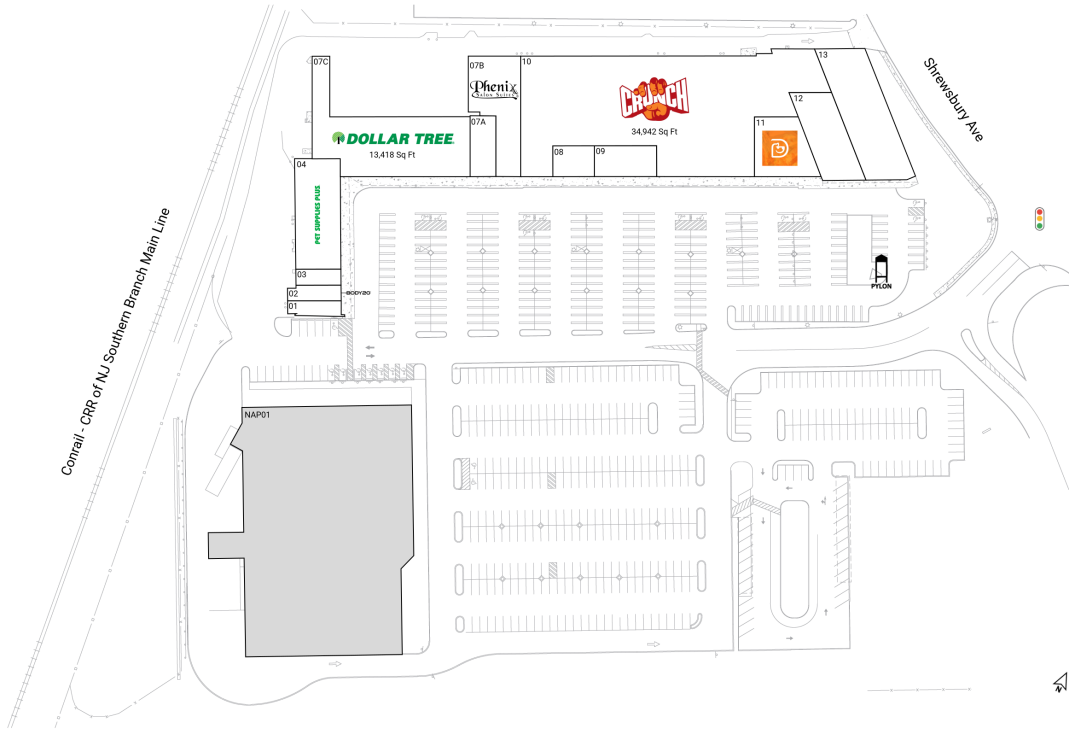 Shrewsbury Ave
07C
07B
10
13
Phenix
SALON SUITES
CRUNCH
12
34,942 Sq Ft
07A
11
DOLLAR TREE
13,418 Sq Ft
08
09
04
PET SUPPLIES PLUS
03
02
BODY20
01
PYLON
Conrail - CRR of NJ Southern Branch Main Line
NAP01
N